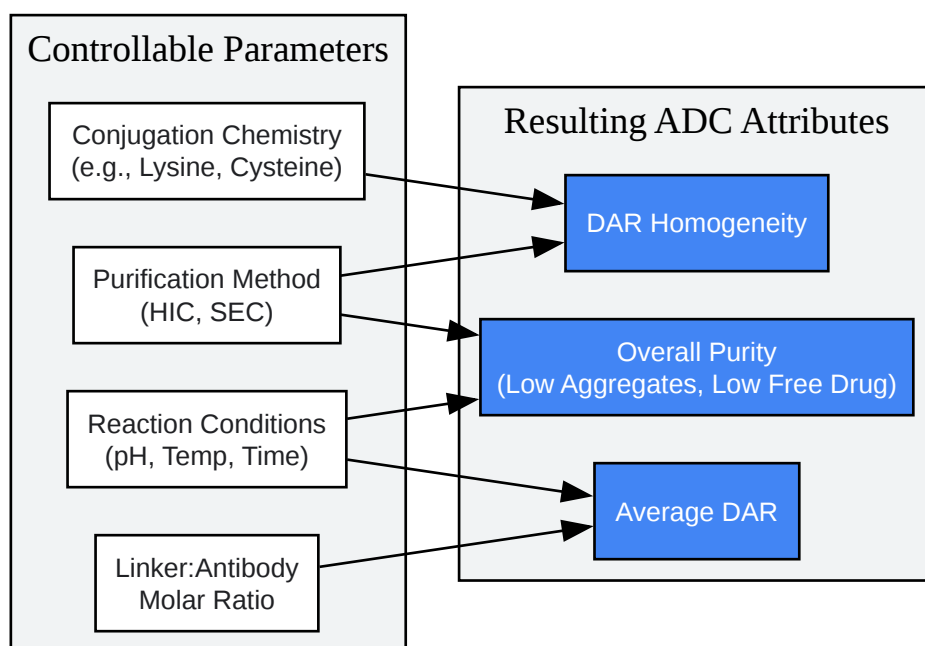 Controllable Parameters
Conjugation Chemistry
(e.g., Lysine, Cysteine)
Purification Method
(HIC, SEC)
Reaction Conditions
(pH, Temp, Time)
Linker:Antibody
Molar Ratio
Resulting ADC Attributes
DAR Homogeneity
Overall Purity
(Low Aggregates, Low Free Drug)
Average DAR